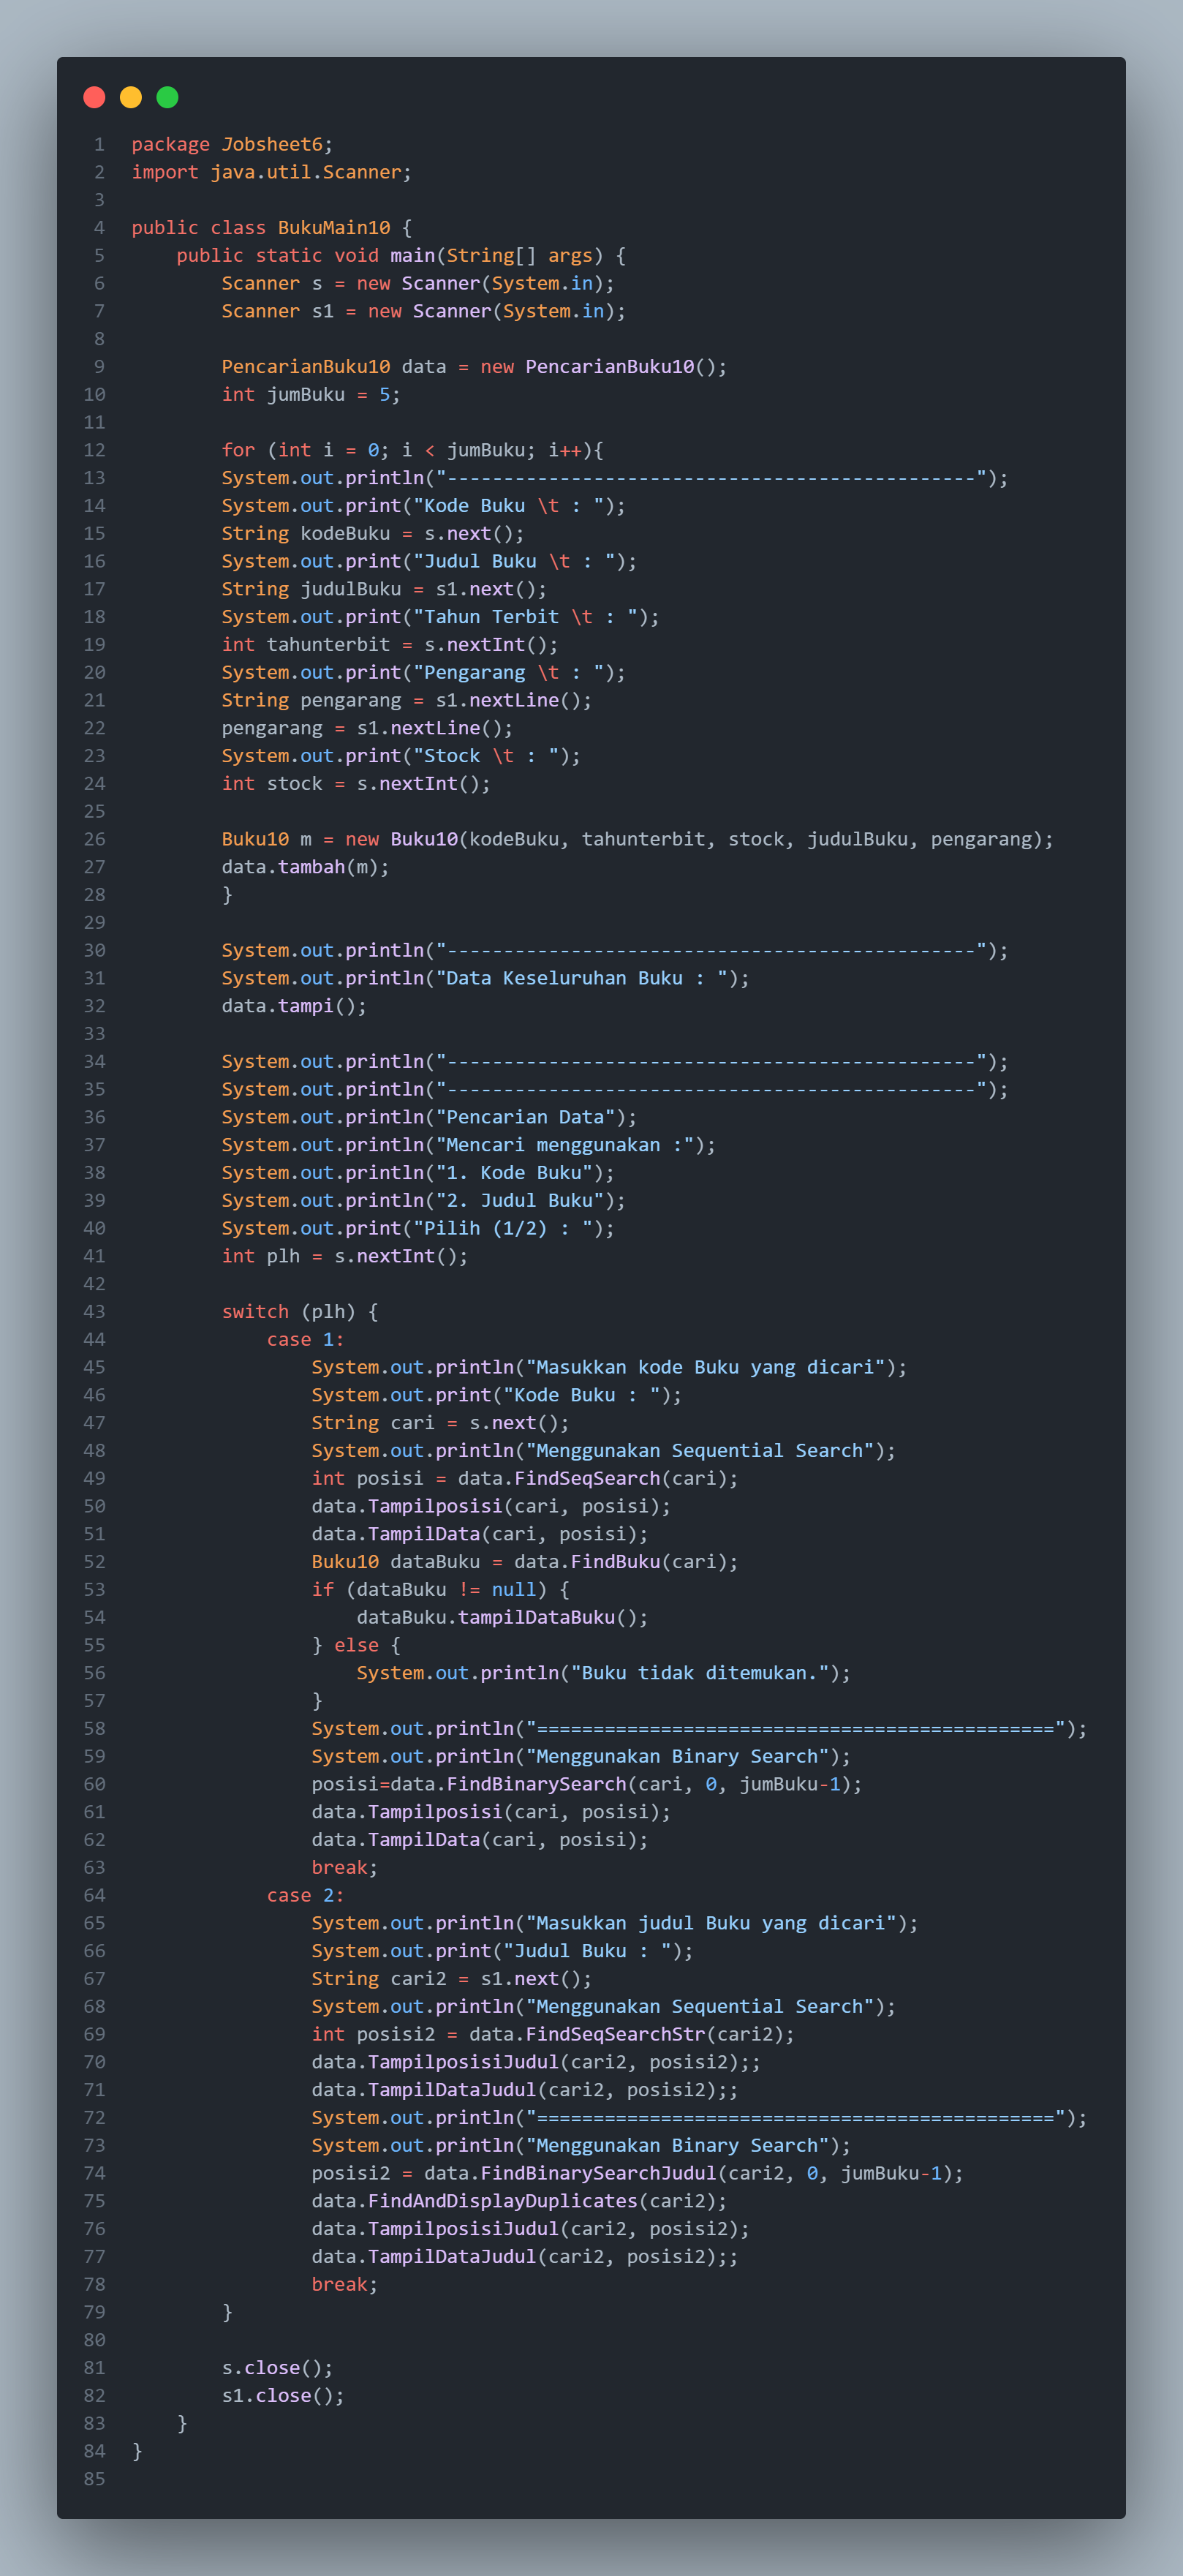 1 package Jobsheet6;
2 import java.util.Scanner;
3
4 public class BukuMain10 {
5     public static void main(String[] args) {
6         Scanner s = new Scanner(System.in);
7         Scanner s1 = new Scanner(System.in);
8
9         PencarianBuku10 data = new PencarianBuku10();
10         int jumBuku = 5;
11
12         for (int i = 0; i < jumBuku; i++){
13         System.out.println("-----------------------------------------------");
14         System.out.print("Kode Buku \t : ");
15         String kodeBuku = s.next();
16         System.out.print("Judul Buku \t : ");
17         String judulBuku = s1.next();
18         System.out.print("Tahun Terbit \t : ");
19         int tahunterbit = s.nextInt();
20         System.out.print("Pengarang \t : ");
21         String pengarang = s1.nextLine();
22         pengarang = s1.nextLine();
23         System.out.print("Stock \t : ");
24         int stock = s.nextInt();
25
26         Buku10 m = new Buku10(kodeBuku, tahunterbit, stock, judulBuku, pengarang);
27         data.tambah(m);
28         }
29
30         System.out.println("-----------------------------------------------");
31         System.out.println("Data Keseluruhan Buku : ");
32         data.tampi();
33
34         System.out.println("-----------------------------------------------");
35         System.out.println("-----------------------------------------------");
36         System.out.println("Pencarian Data");
37         System.out.println("Mencari menggunakan :");
38         System.out.println("1. Kode Buku");
39         System.out.println("2. Judul Buku");
40         System.out.print("Pilih (1/2) : ");
41         int plh = s.nextInt();
42
43         switch (plh) {
44             case 1:
45                 System.out.println("Masukkan kode Buku yang dicari");
46                 System.out.print("Kode Buku : ");
47                 String cari = s.next();
48                 System.out.println("Menggunakan Sequential Search");
49                 int posisi = data.FindSeqSearch(cari);
50                 data.Tampilposisi(cari, posisi);
51                 data.TampilData(cari, posisi);
52                 Buku10 dataBuku = data.FindBuku(cari);
53                 if (dataBuku != null) {
54                     dataBuku.tampilDataBuku();
55                 } else {
56                     System.out.println("Buku tidak ditemukan.");
57                 }
58                 System.out.println("==============================================");
59                 System.out.println("Menggunakan Binary Search");
60                 posisi=data.FindBinarySearch(cari, 0, jumBuku-1);
61                 data.Tampilposisi(cari, posisi);
62                 data.TampilData(cari, posisi);
63                 break;
64             case 2:
65                 System.out.println("Masukkan judul Buku yang dicari");
66                 System.out.print("Judul Buku : ");
67                 String cari2 = s1.next();
68                 System.out.println("Menggunakan Sequential Search");
69                 int posisi2 = data.FindSeqSearchStr(cari2);
70                 data.TampilposisiJudul(cari2, posisi2);;
71                 data.TampilDataJudul(cari2, posisi2);;
72                 System.out.println("==============================================");
73                 System.out.println("Menggunakan Binary Search");
74                 posisi2 = data.FindBinarySearchJudul(cari2, 0, jumBuku-1);
75                 data.FindAndDisplayDuplicates(cari2);
76                 data.TampilposisiJudul(cari2, posisi2);
77                 data.TampilDataJudul(cari2, posisi2);;
78                 break;
79         }
80
81         s.close();
82         s1.close();
83     }
84 }
85